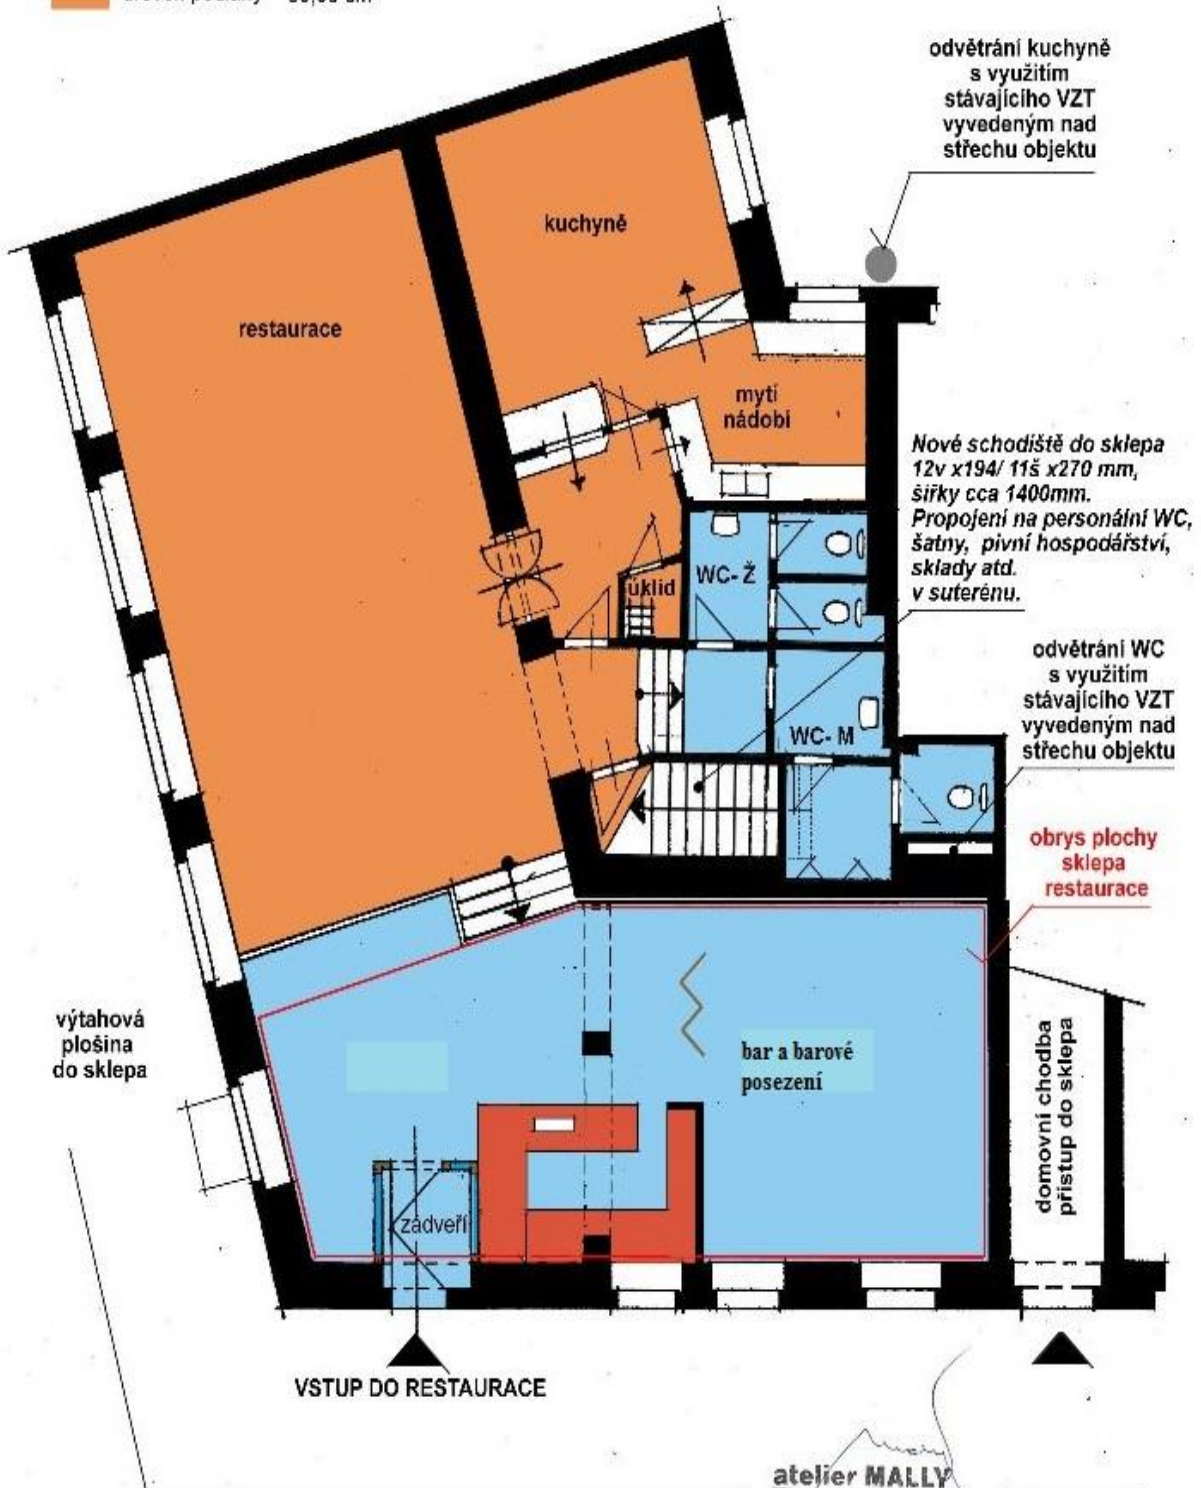 odvětrání kuchyně
s využitím
stávajícího VZT
vyvedeným nad
střechu objektu
kuchyně
restaurace
mytí
nádobí
Nové schodiště do sklepa
12v x194/ 11š x270 mm,
šířky cca 1400mm.
Propojení na personální WC,
šatny, pivní hospodářství,
sklady atd.
v suterénu.
WC- Ž
úklid
odvětrání WC
s využitím
stávajícího VZT
vyvedeným nad
střechu objektu
WC- M
obrys plochy
sklepa
restaurace
výtahová
plošina
do sklepa
bar a barové
posezení
domovní chodba
přístup do sklepa
zádveří
VSTUP DO RESTAURACE
atelier MALLY